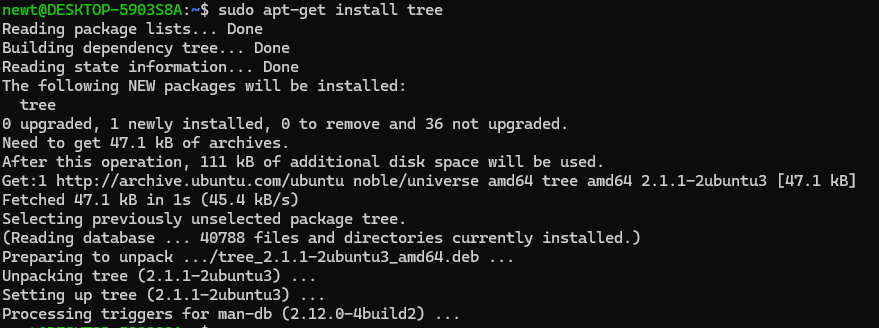 newt@DESKTOP-5903S8A:~$ sudo apt-get install tree
Reading package lists... Done
Building dependency tree... Done
Reading state information... Done
The following NEW packages will be installed:
  tree
0 upgraded, 1 newly installed, 0 to remove and 36 not upgraded.
Need to get 47.1 kB of archives.
After this operation, 111 kB of additional disk space will be used.
Get:1 http://archive.ubuntu.com/ubuntu noble/universe amd64 tree amd64 2.1.1-2ubuntu3 [47.1 kB]
Fetched 47.1 kB in 1s (45.4 kB/s)
Selecting previously unselected package tree.
(Reading database ... 40788 files and directories currently installed.)
Preparing to unpack .../tree_2.1.1-2ubuntu3_amd64.deb ...
Unpacking tree (2.1.1-2ubuntu3) ...
Setting up tree (2.1.1-2ubuntu3) ...
Processing triggers for man-db (2.12.0-4build2) ...